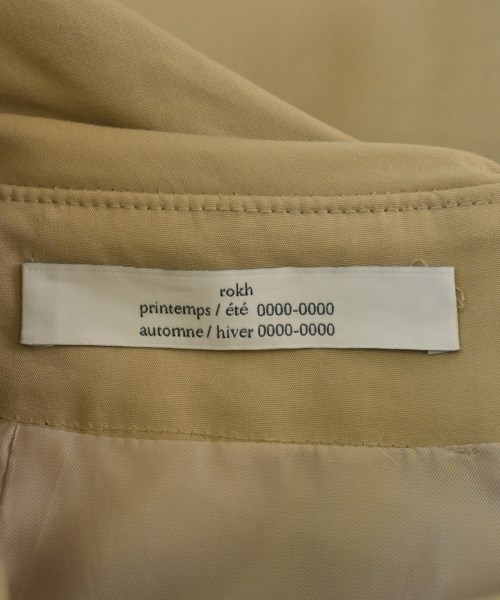 rokh
printemps / été 0000-0000
automne / hiver 0000-0000